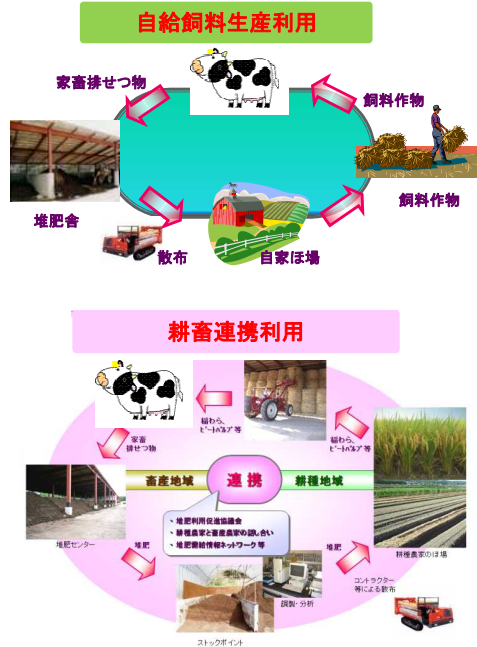 自給飼料生産利用
家畜排せつ物
飼料作物
飼料作物
堆肥舎
散布
自家ほ場
耕畜連携利用
稲わら、
ビートパルプ等
稲わら、
ビートパルプ等
家畜
排せつ物
畜産地域
連携
耕種地域
・堆肥利用促進協議会
・耕種農家と畜産農家の話し合い
・堆肥需給情報ネットワーク等
堆肥センター
堆肥
堆肥
耕種農家のほ場
調製・分析
コントラクター
等による散布
ストックポイント